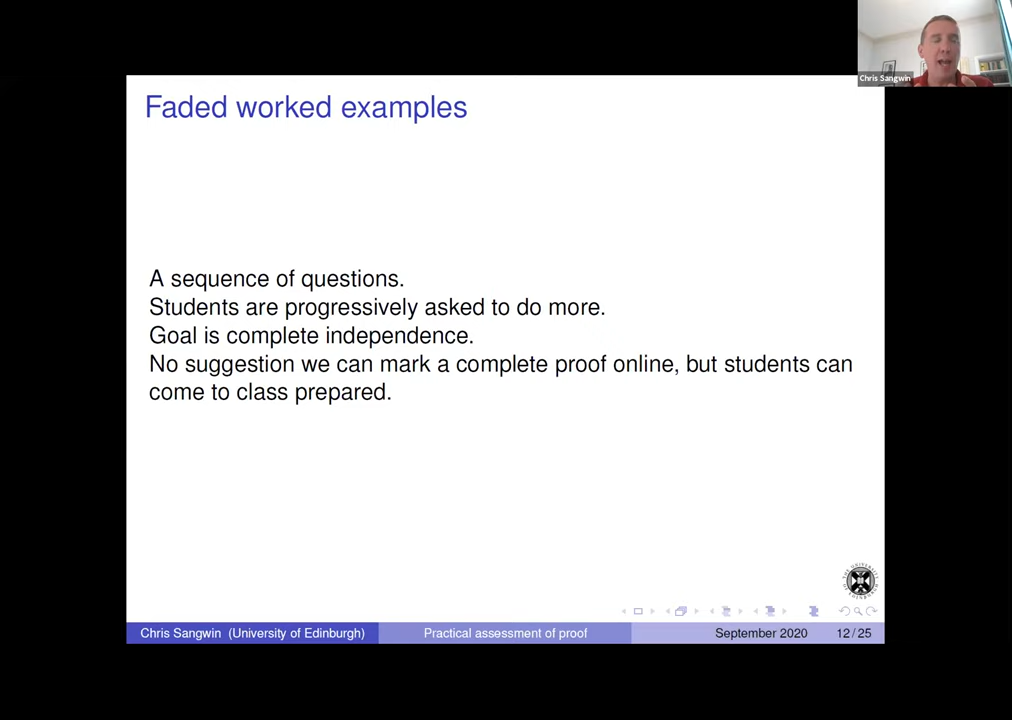 Chris Sangwin
Faded worked examples
A sequence of questions.
Students are progressively asked to do more.
Goal is complete independence.
No suggestion we can mark a complete proof online, but students can
come to class prepared.
Chris Sangwin (University of Edinburgh)
Practical assessment of proof
September 2020
12 / 25